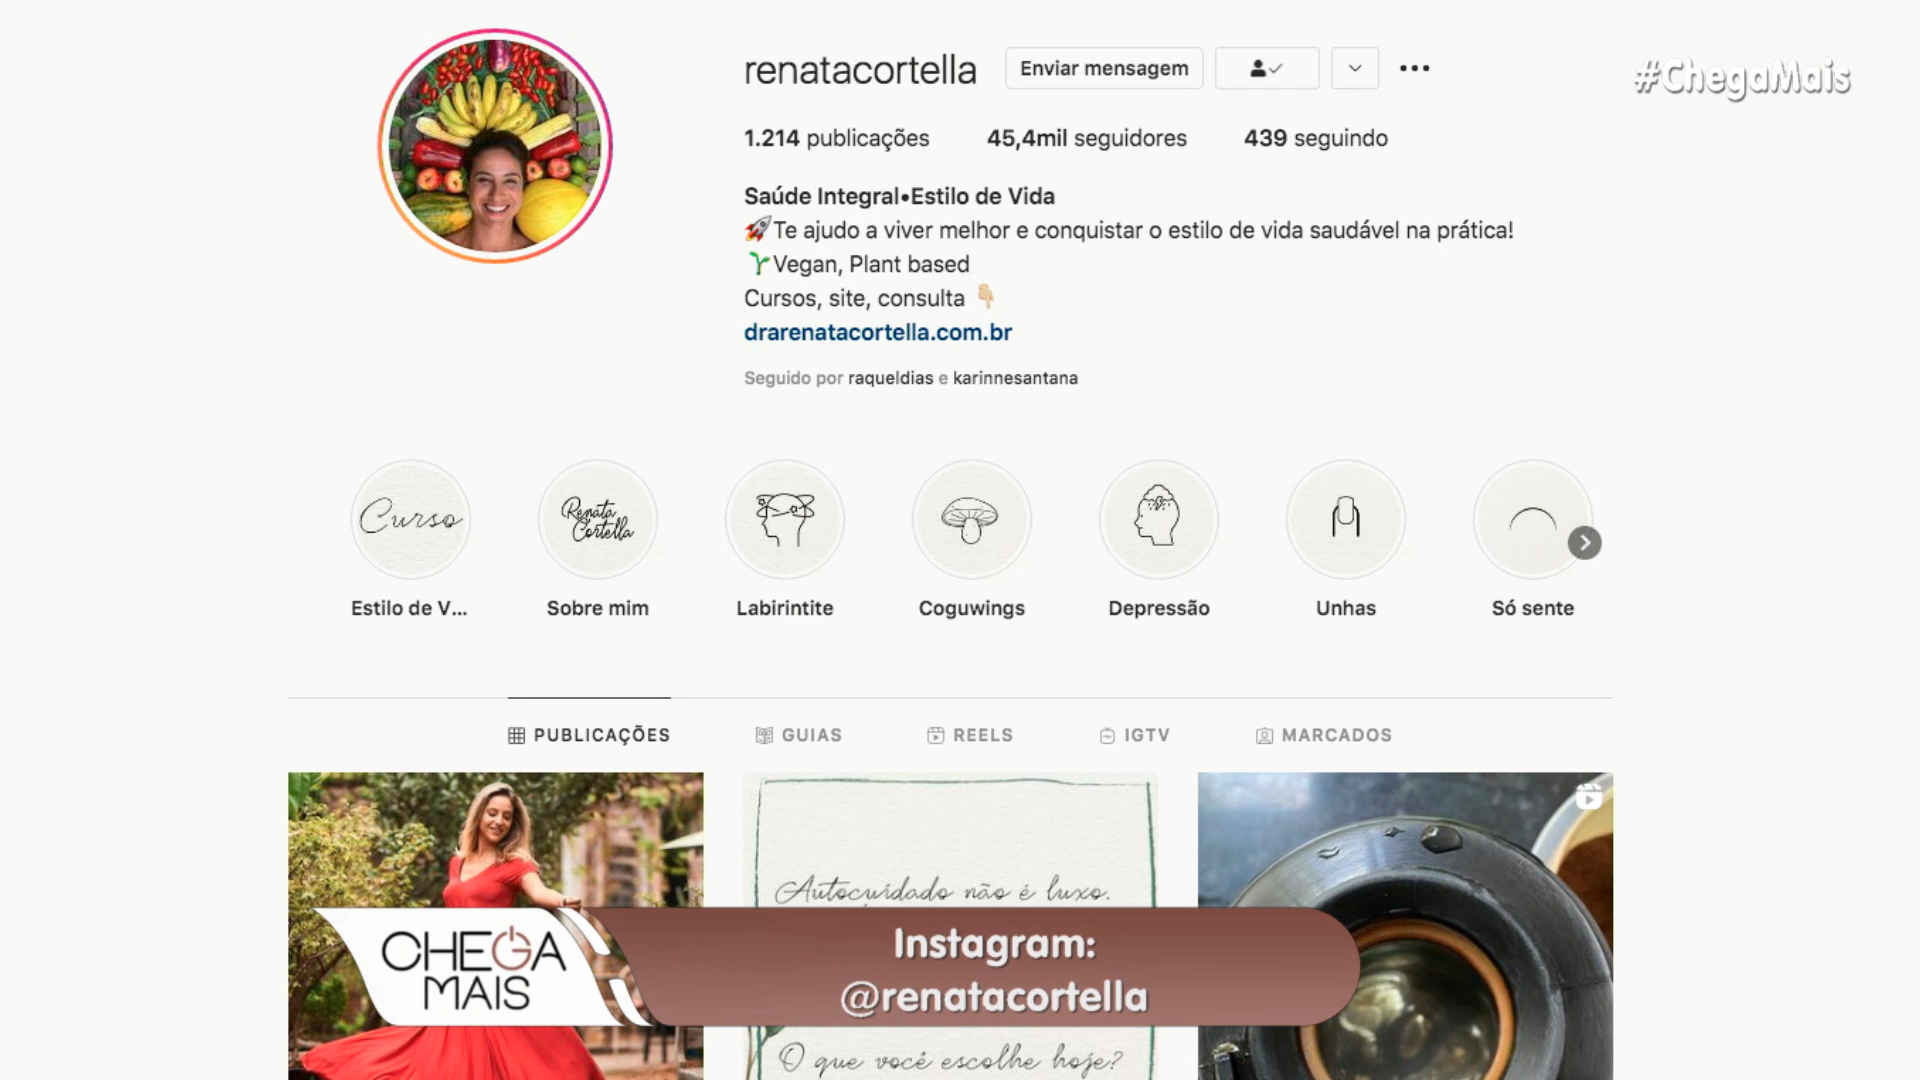 renatacortella
Enviar mensagem
#ChegaMais
1.214 publicações
45,4mil seguidores
439 seguindo
Saúde Integral•Estilo de Vida
🚀Te ajudo a viver melhor e conquistar o estilo de vida saudável na prática!
🌱Vegan, Plant based
Cursos, site, consulta 👇🏼
drarenatacortella.com.br
Seguido por raqueldias e karinnesantana
Curso
Renata
Cortella
Estilo de V...
Sobre mim
Labirintite
Coguwings
Depressão
Unhas
Só sente
PUBLICAÇÕES
GUIAS
REELS
IGTV
MARCADOS
Autocuidado não é luxo.
CHEGA
MAIS
Instagram:
@renatacortella
O que você escolhe hoje?